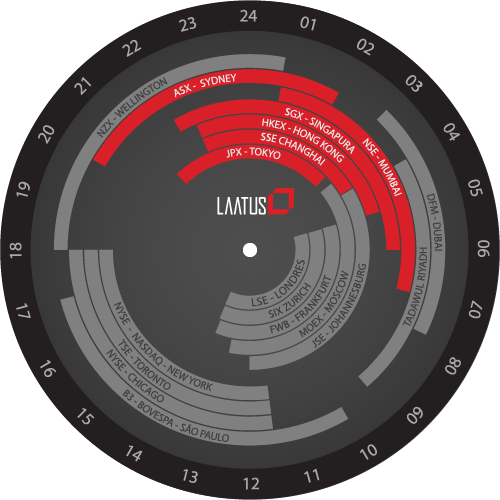 24
01
02
03
04
05
06
07
08
09
10
11
12
13
14
15
16
17
18
19
20
21
22
23
NZX - WELLINGTON
ASX - SYDNEY
SGX - SINGAPURA
HKEX - HONG KONG
SSE CHANGHAI
JPX - TOKYO
NSE - MUMBAI
DFM - DUBAI
TADAWUL RIYADH
LAATUS
LSE - LONDRES
SIX ZURICH
FWB - FRANKFURT
MOEX - MOSCOW
JSE - JOHANNESBURG
NYSE - NASDAQ - NEW YORK
TSE - TORONTO
NYSE - CHICAGO
B3 - BOVESPA - SÃO PAULO